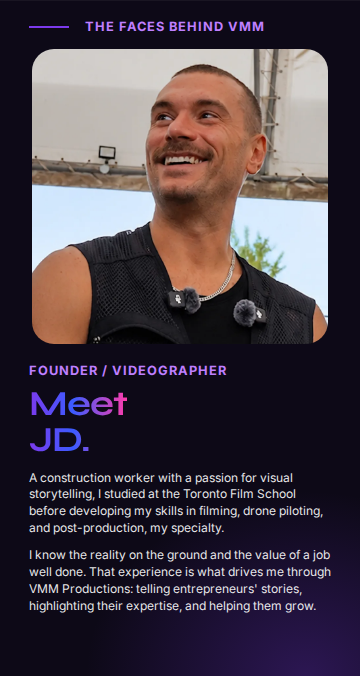 THE FACES BEHIND VMM
FOUNDER / VIDEOGRAPHER
Meet
JD.
A construction worker with a passion for visual
storytelling, I studied at the Toronto Film School
before developing my skills in filming, drone piloting,
and post-production, my specialty.
I know the reality on the ground and the value of a job
well done. That experience is what drives me through
VMM Productions: telling entrepreneurs' stories,
highlighting their expertise, and helping them grow.